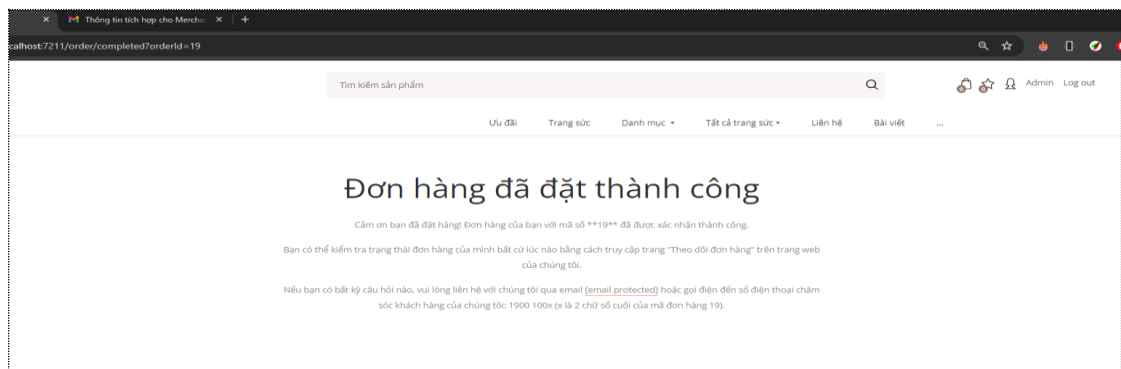 Thông tin tích hợp cho Mercha
calhost:7211/order/completed?orderId=19
Tìm kiếm sản phẩm
0 0 Admin Log out
Ưu đãi Trang sức Danh mục Tất cả trang sức Liên hệ Bài viết ...
Đơn hàng đã đặt thành công
Cảm ơn bạn đã đặt hàng! Đơn hàng của bạn với mã số **19** đã được xác nhận thành công.
Bạn có thể kiểm tra trạng thái đơn hàng của mình bất cứ lúc nào bằng cách truy cập trang "Theo dõi đơn hàng" trên trang web
của chúng tôi.
Nếu bạn có bất kỳ câu hỏi nào, vui lòng liên hệ với chúng tôi qua email [email protected] hoặc gọi điện đến số điện thoại chăm
sóc khách hàng của chúng tôi: 1900 100x (x là 2 chữ số cuối của mã đơn hàng 19).